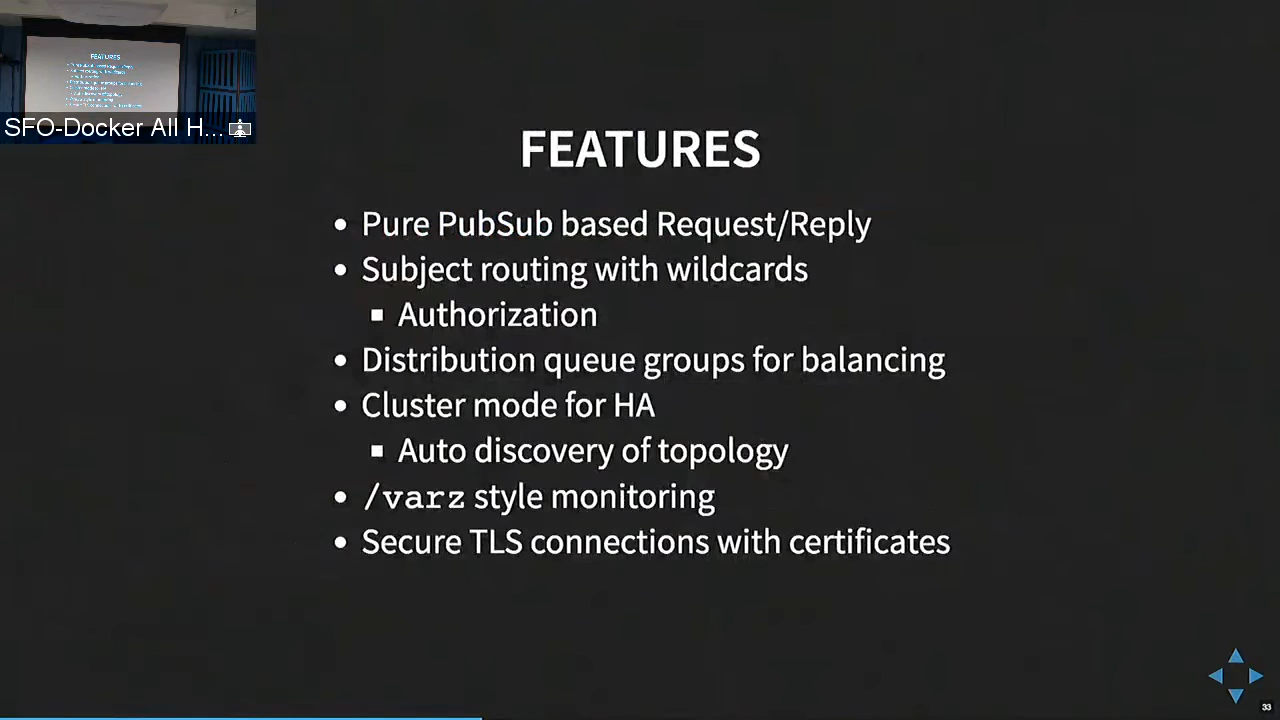 FEATURES
SFO-Docker All H...
FEATURES
• Pure PubSub based Request/Reply
• Subject routing with wildcards
▪ Authorization
• Distribution queue groups for balancing
• Cluster mode for HA
▪ Auto discovery of topology
• /varz style monitoring
• Secure TLS connections with certificates
33